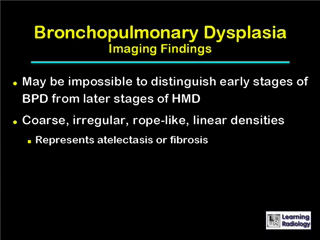 Bronchopulmonary Dysplasia
Imaging Findings
May be impossible to distinguish early stages of
BPD from later stages of HMD
Coarse, irregular, rope-like, linear densities
Represents atelectasis or fibrosis
Learning
Radiology